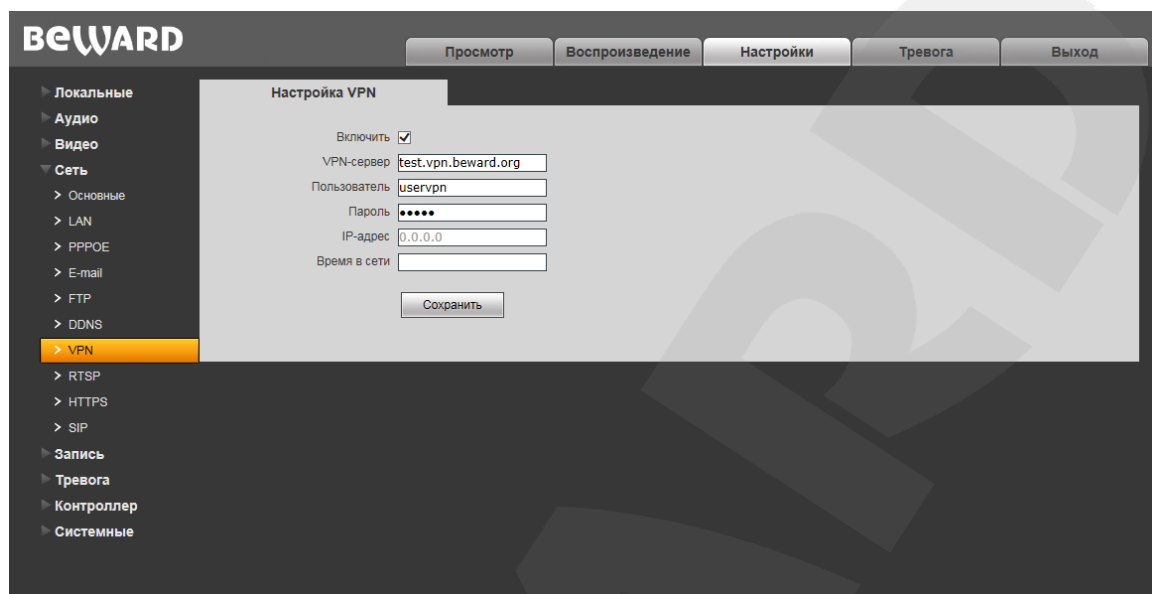 BEWARD
Просмотр
Воспроизведение
Настройки
Тревога
Выход
Локальные
Аудио
Видео
Сеть
> Основные
> LAN
> PPPOE
> E-mail
> FTP
> DDNS
> VPN
> RTSP
> HTTPS
> SIP
Запись
Тревога
Контроллер
Системные
Настройка VPN
Включить
VPN-сервер test.vpn.beward.org
Пользователь uservpn
Пароль •••••
IP-адрес 0.0.0.0
Время в сети
Сохранить